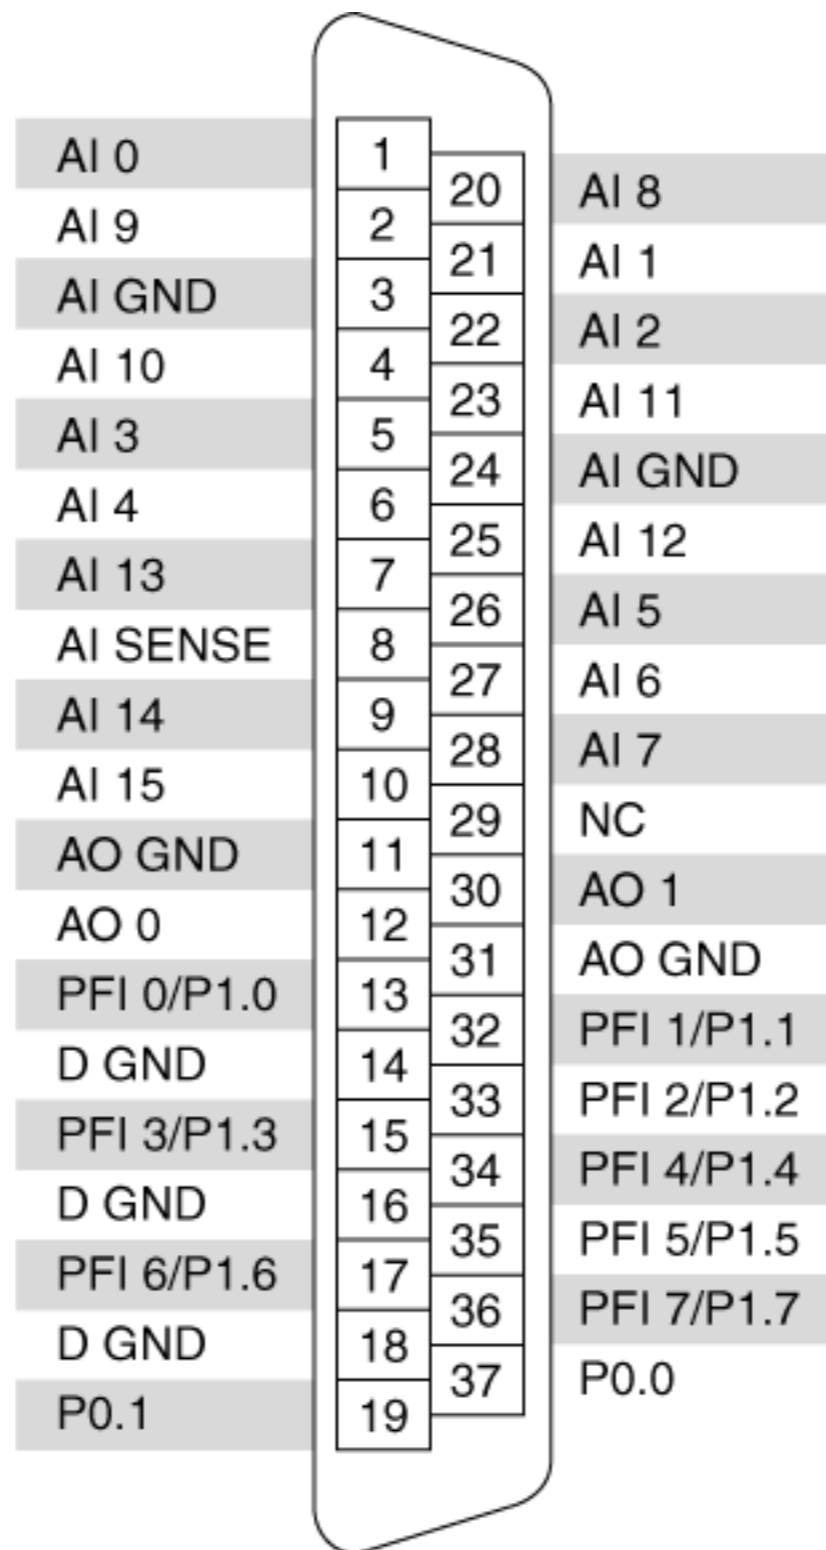 AI 0 1
20 AI 8
AI 9 2
21 AI 1
AI GND 3
22 AI 2
AI 10 4
23 AI 11
AI 3 5
24 AI GND
AI 4 6
25 AI 12
AI 13 7
26 AI 5
AI SENSE 8
27 AI 6
AI 14 9
28 AI 7
AI 15 10
29 NC
AO GND 11
30 AO 1
AO 0 12
31 AO GND
PFI 0/P1.0 13
32 PFI 1/P1.1
D GND 14
33 PFI 2/P1.2
PFI 3/P1.3 15
34 PFI 4/P1.4
D GND 16
35 PFI 5/P1.5
PFI 6/P1.6 17
36 PFI 7/P1.7
D GND 18
37 P0.0
P0.1 19